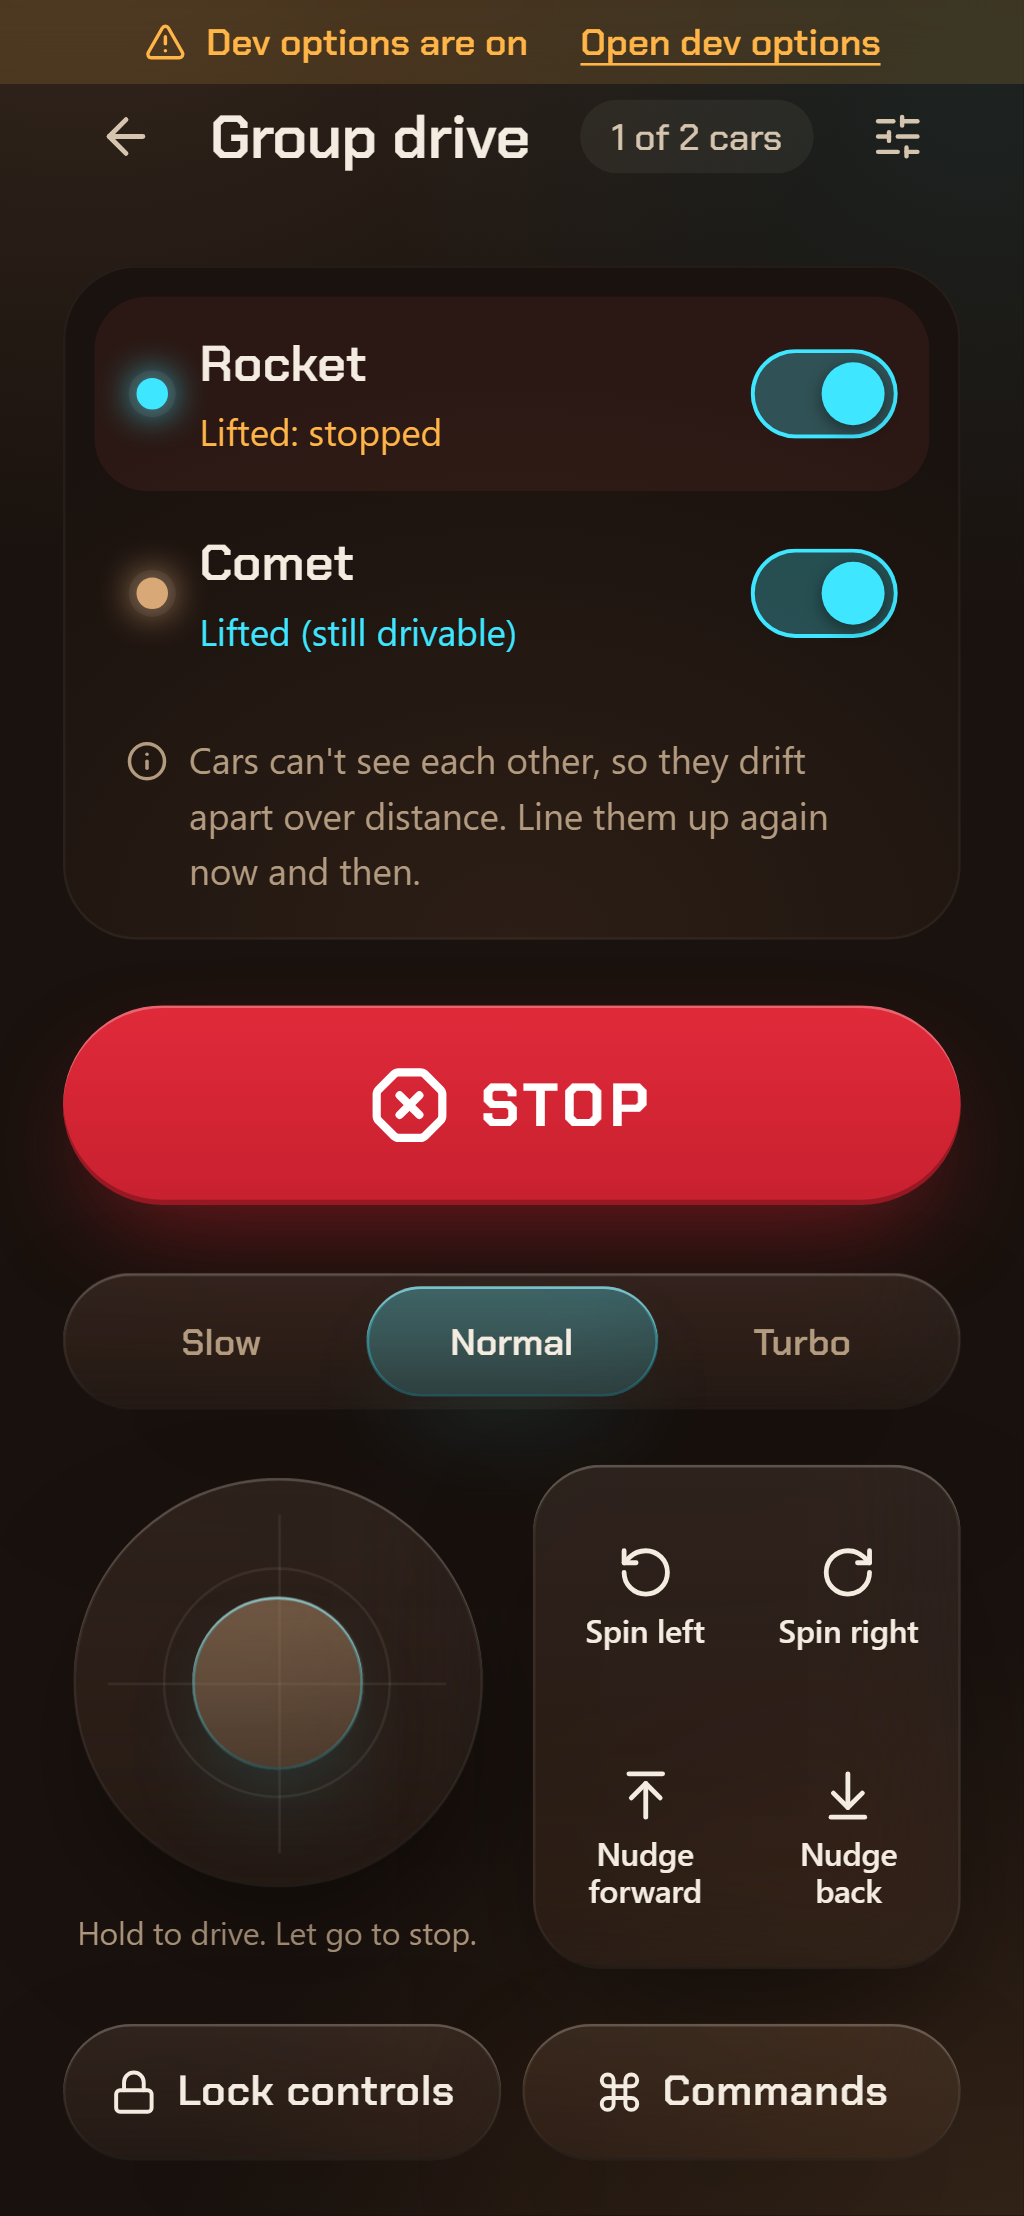 Dev options are on Open dev options
Group drive 1 of 2 cars
Rocket
Lifted: stopped
Comet
Lifted (still drivable)
Cars can't see each other, so they drift
apart over distance. Line them up again
now and then.
STOP
Slow Normal Turbo
Spin left Spin right
Nudge forward
Nudge back
Hold to drive. Let go to stop.
Lock controls Commands